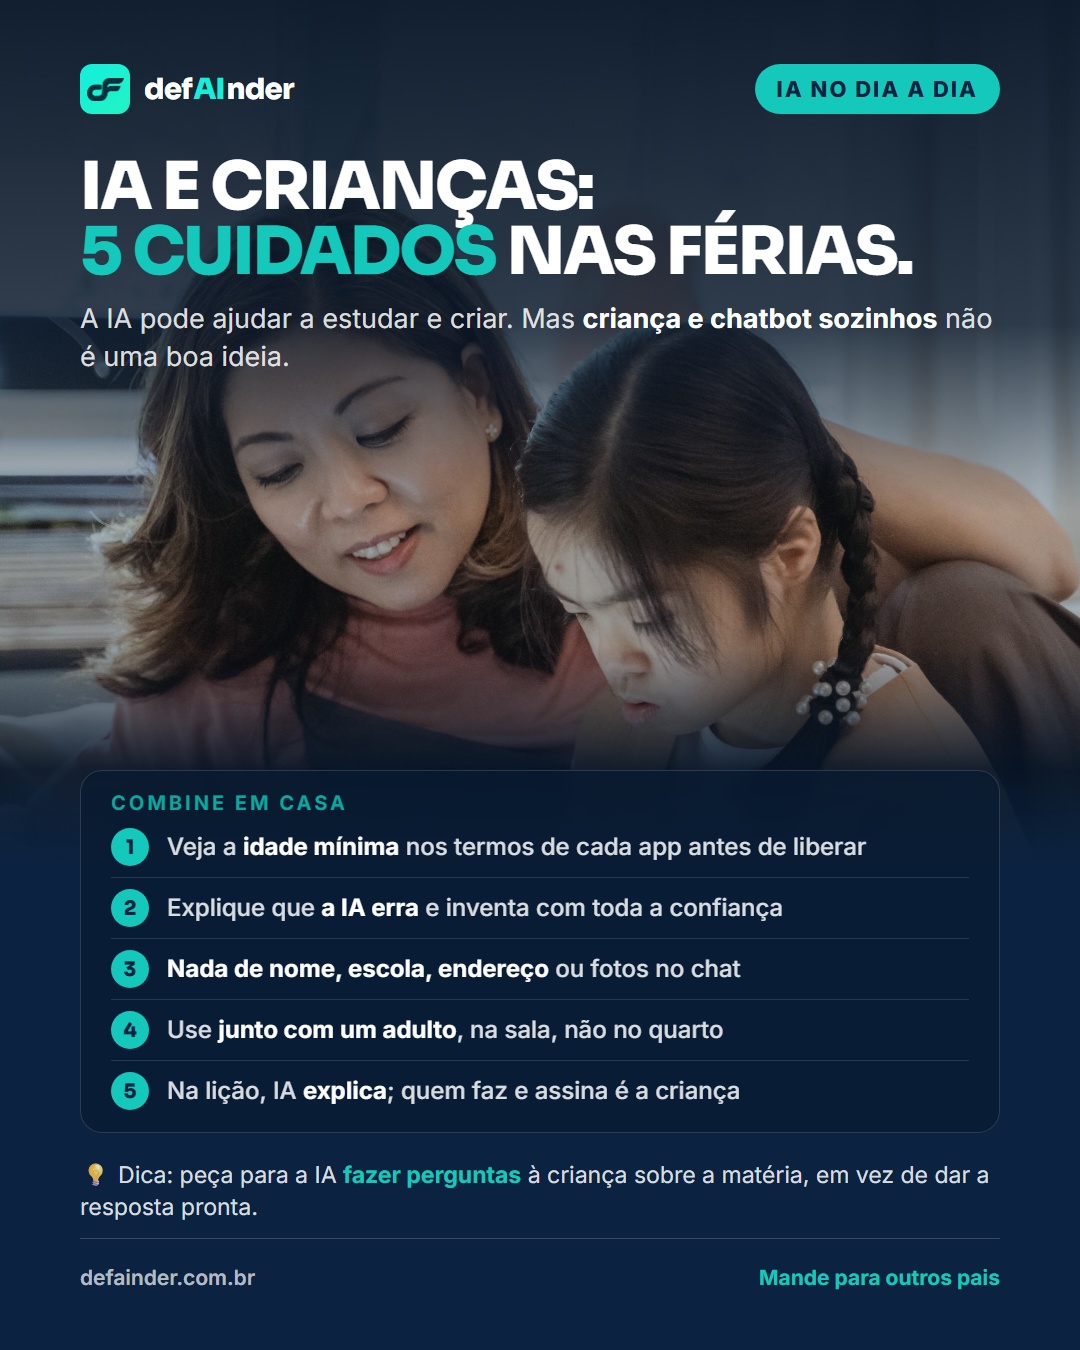 defAInder
IA NO DIA A DIA
IA E CRIANÇAS:
5 CUIDADOS NAS FÉRIAS.
A IA pode ajudar a estudar e criar. Mas criança e chatbot sozinhos não
é uma boa ideia.
COMBINE EM CASA
1 Veja a idade mínima nos termos de cada app antes de liberar
2 Explique que a IA erra e inventa com toda a confiança
3 Nada de nome, escola, endereço ou fotos no chat
4 Use junto com um adulto, na sala, não no quarto
5 Na lição, IA explica; quem faz e assina é a criança
💡 Dica: peça para a IA fazer perguntas à criança sobre a matéria, em vez de dar a
resposta pronta.
defainder.com.br
Mande para outros pais